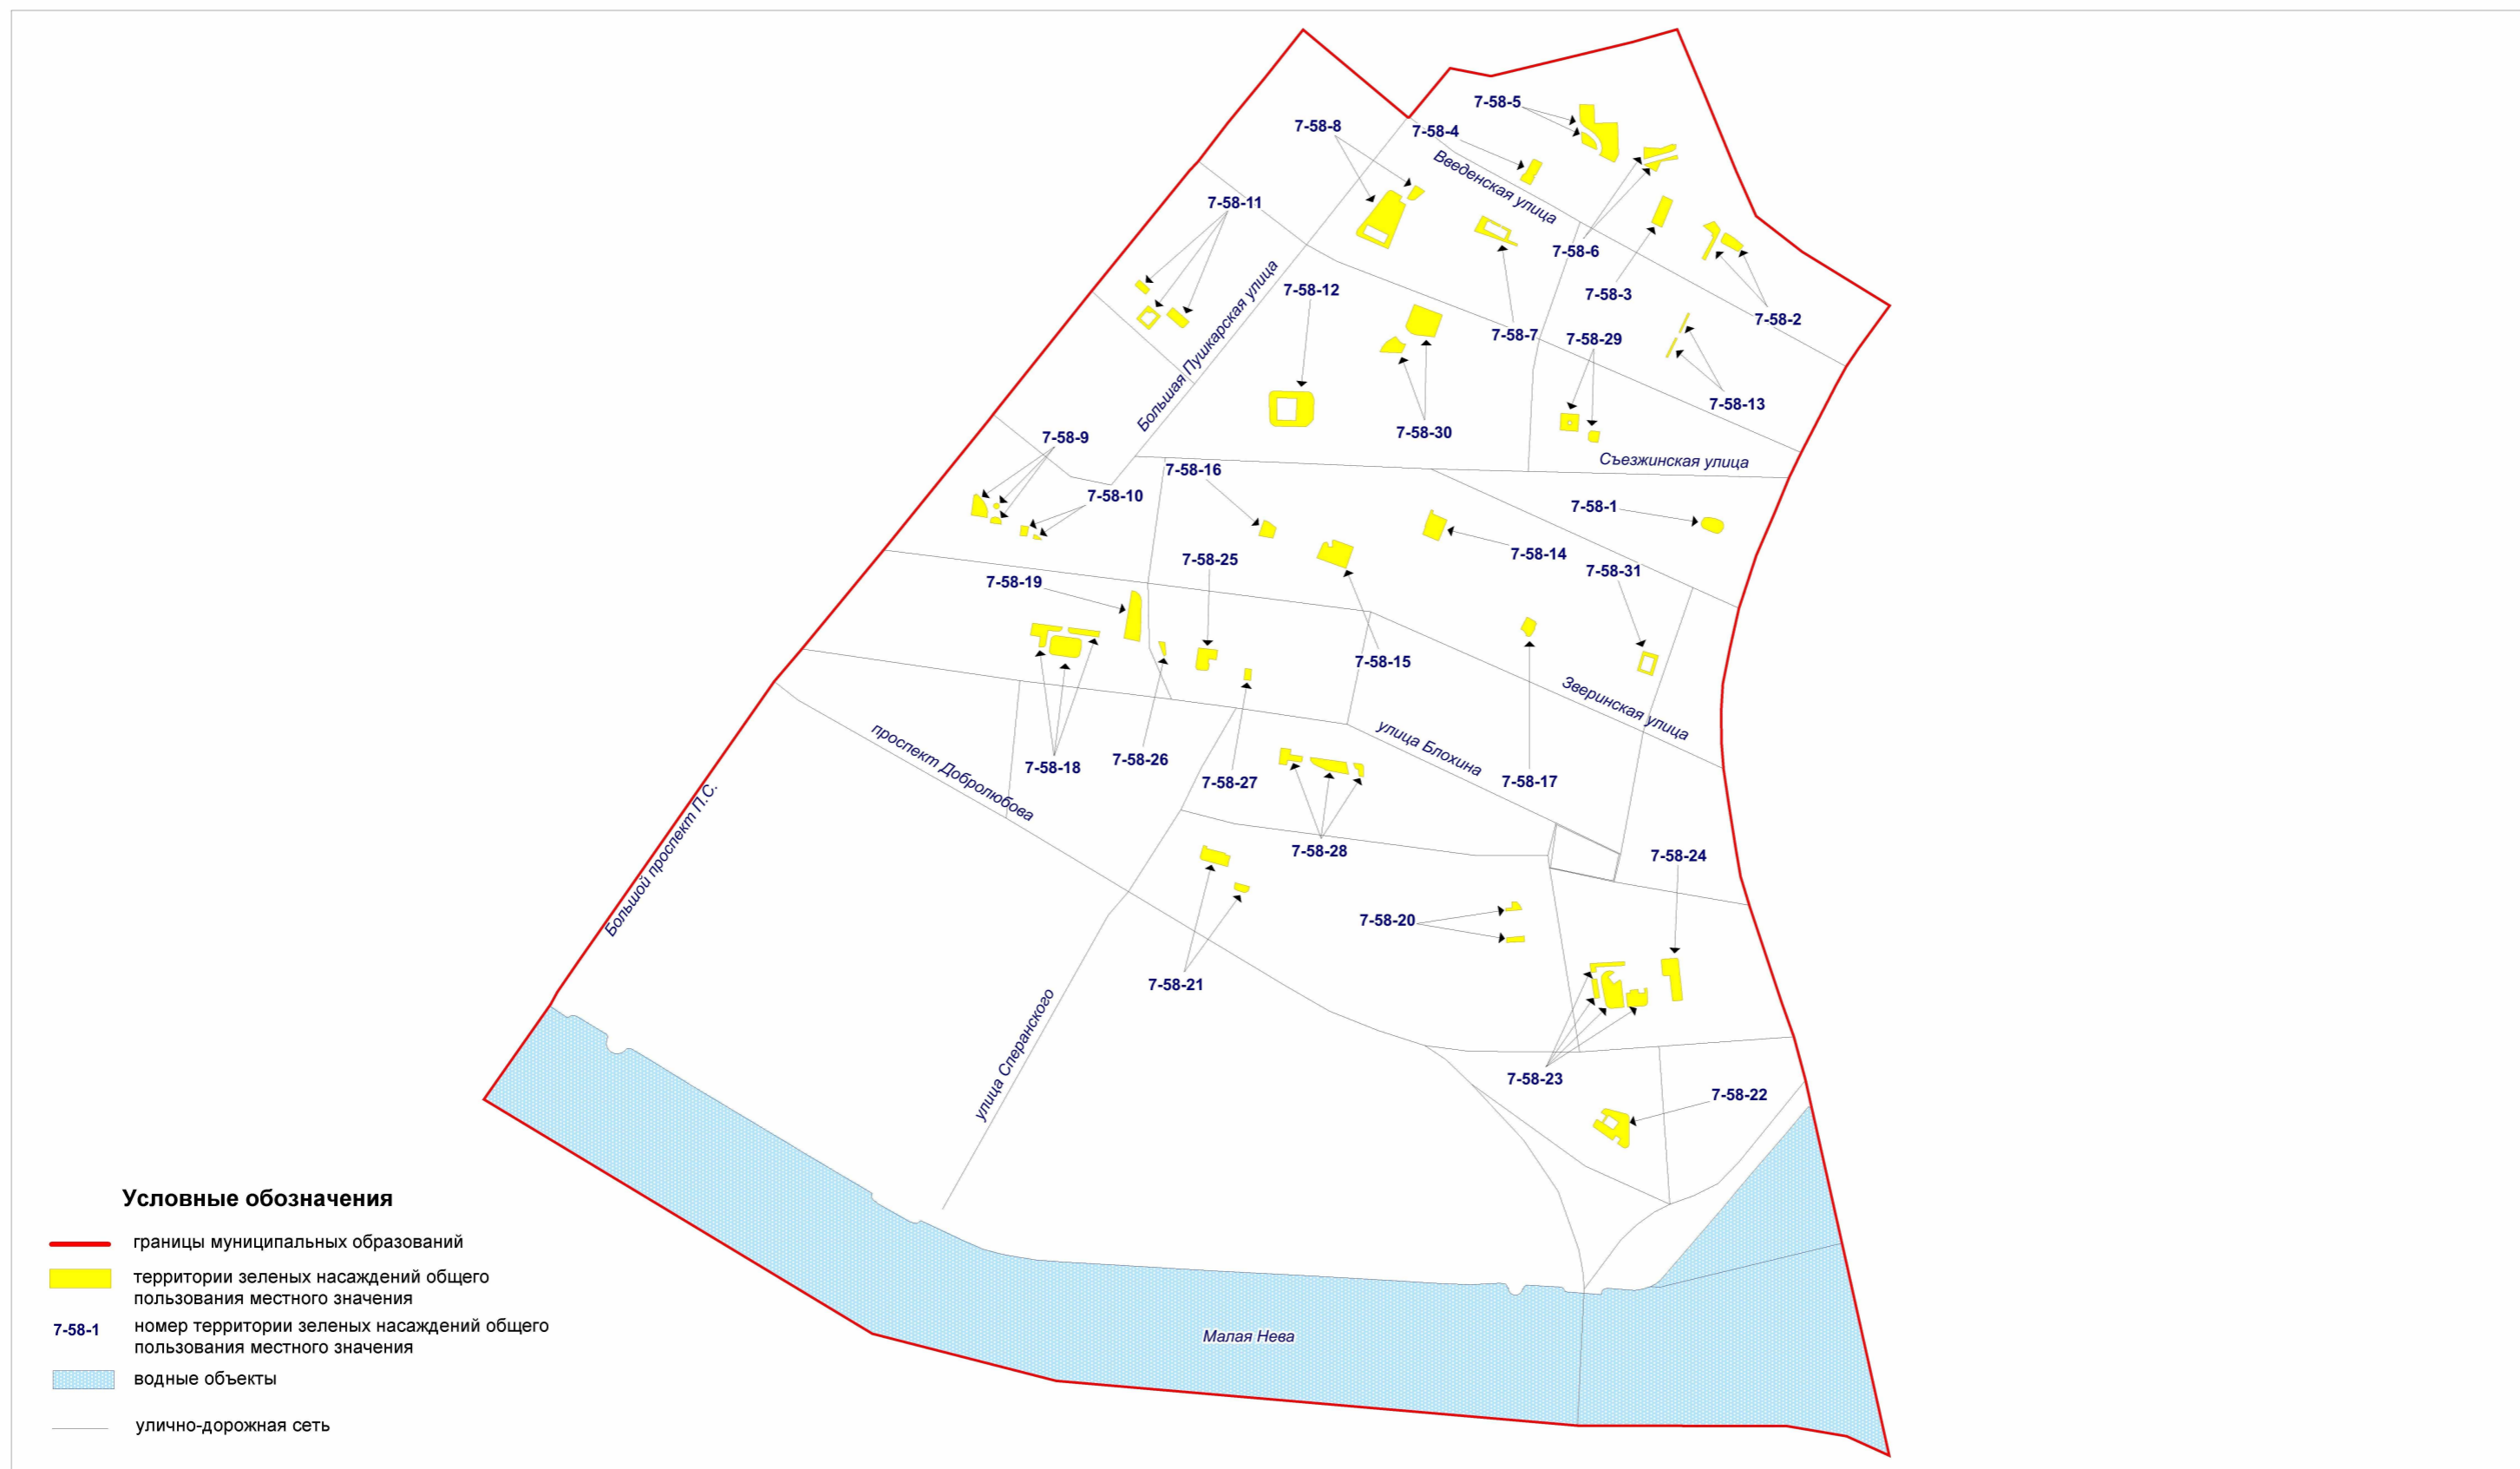 7-58-5
7-58-8
7-58-4
Введенская улица
7-58-11
7-58-6
7-58-12
7-58-3
7-58-2
7-58-7
7-58-29
Большая Пушкарская улица
7-58-13
7-58-30
7-58-9
Съезжинская улица
7-58-16
7-58-10
7-58-1
7-58-14
7-58-25
7-58-31
7-58-19
7-58-15
Зверинская улица
улица Блохина
7-58-26
7-58-18
проспект Добролюбова
7-58-27
7-58-17
Большой проспект П.С.
7-58-28
7-58-24
7-58-20
7-58-21
улица Сперанского
7-58-23
7-58-22
Малая Нева
Условные обозначения
границы муниципальных образований
территории зеленых насаждений общего
пользования местного значения
7-58-1
номер территории зеленых насаждений общего
пользования местного значения
водные объекты
улично-дорожная сеть